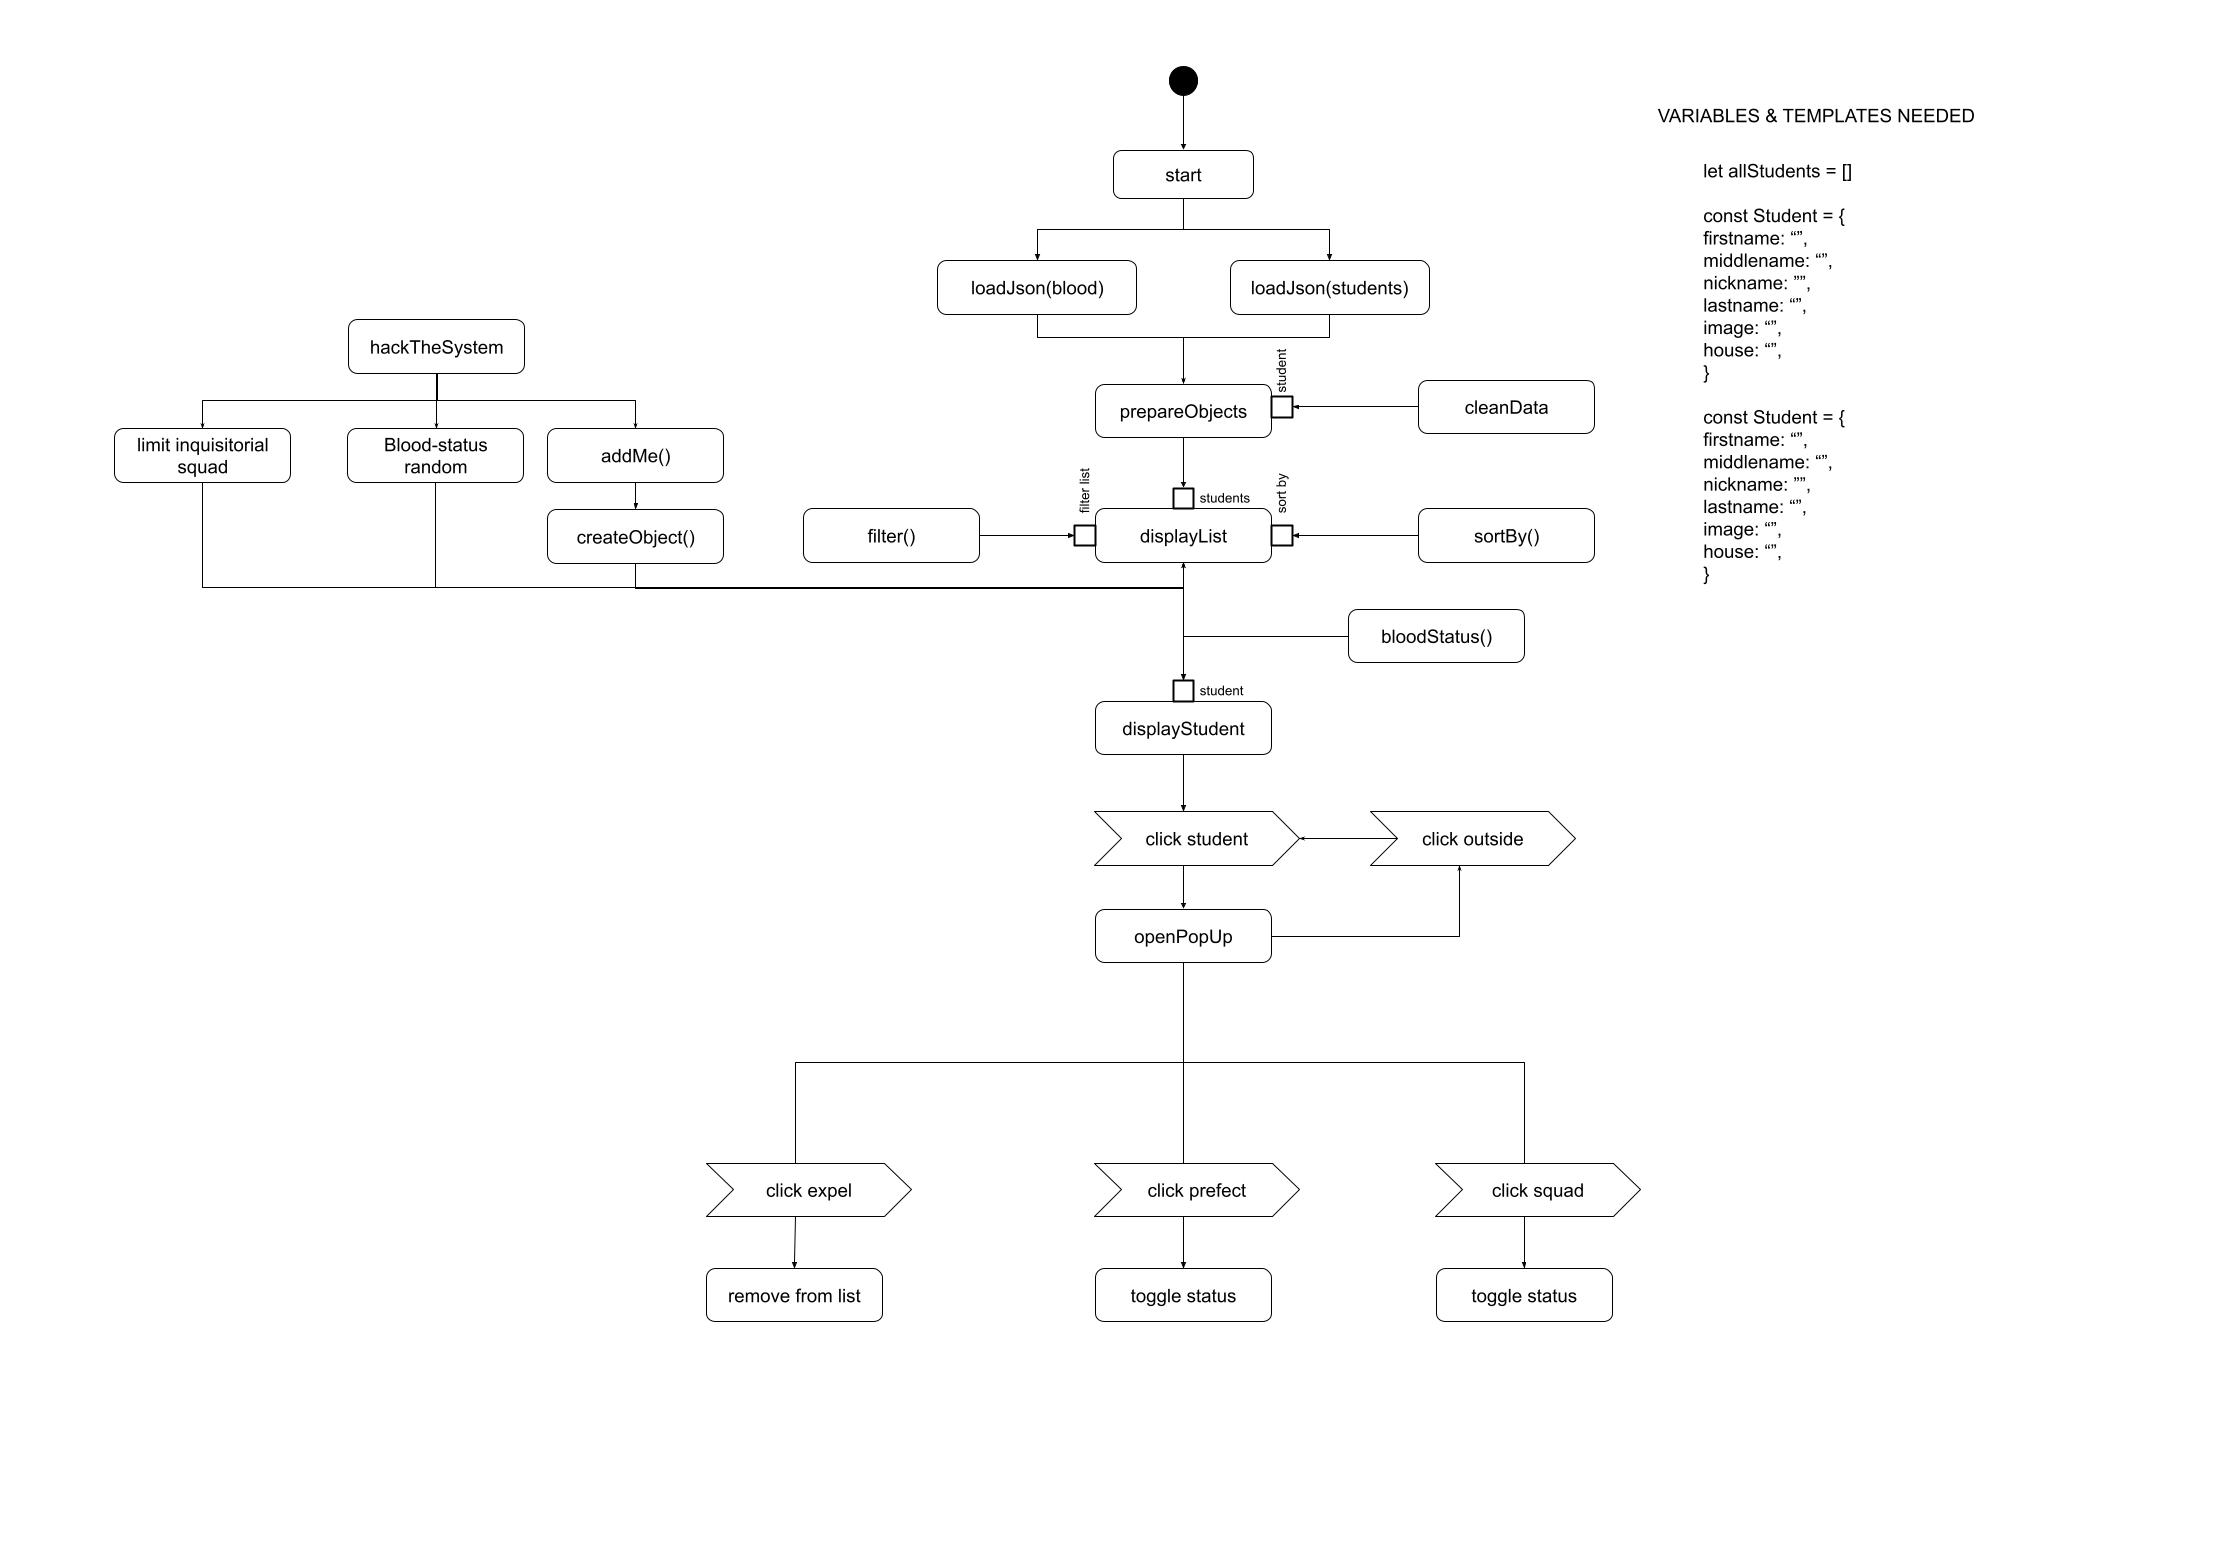 VARIABLES & TEMPLATES NEEDED
let allStudents = []
const Student = {
firstname: “”,
middlename: “”,
nickname: ””,
lastname: “”,
image: “”,
house: “”,
}
const Student = {
firstname: “”,
middlename: “”,
nickname: ””,
lastname: “”,
image: “”,
house: “”,
}
start
loadJson(blood)
loadJson(students)
hackTheSystem
limit inquisitorial
squad
Blood-status
random
addMe()
createObject()
student
prepareObjects
cleanData
filter list
students
sort by
filter()
displayList
sortBy()
bloodStatus()
student
displayStudent
click student
click outside
openPopUp
click expel
click prefect
click squad
remove from list
toggle status
toggle status